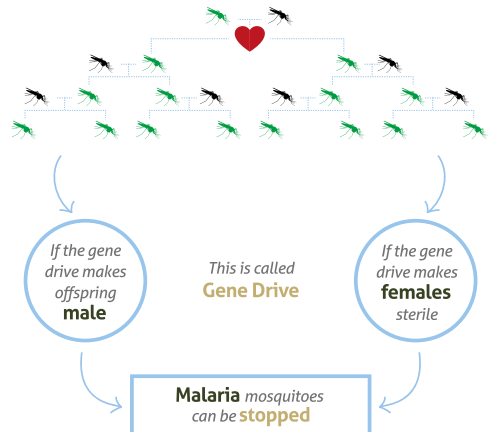 If the gene
drive makes
offspring
male
This is called
Gene Drive
If the gene
drive makes
females
sterile
Malaria mosquitoes
can be stopped